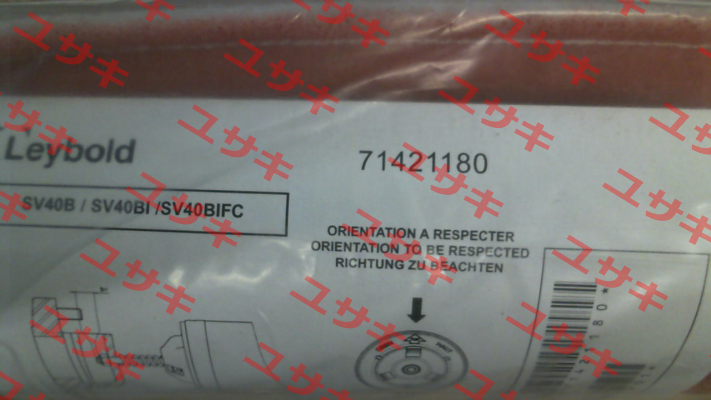 Leybold
71421180
SV40B / SV40BI /SV40BIFC
ORIENTATION A RESPECTER
ORIENTATION TO BE RESPECTED
RICHTUNG ZU BEACHTEN
ユサキ